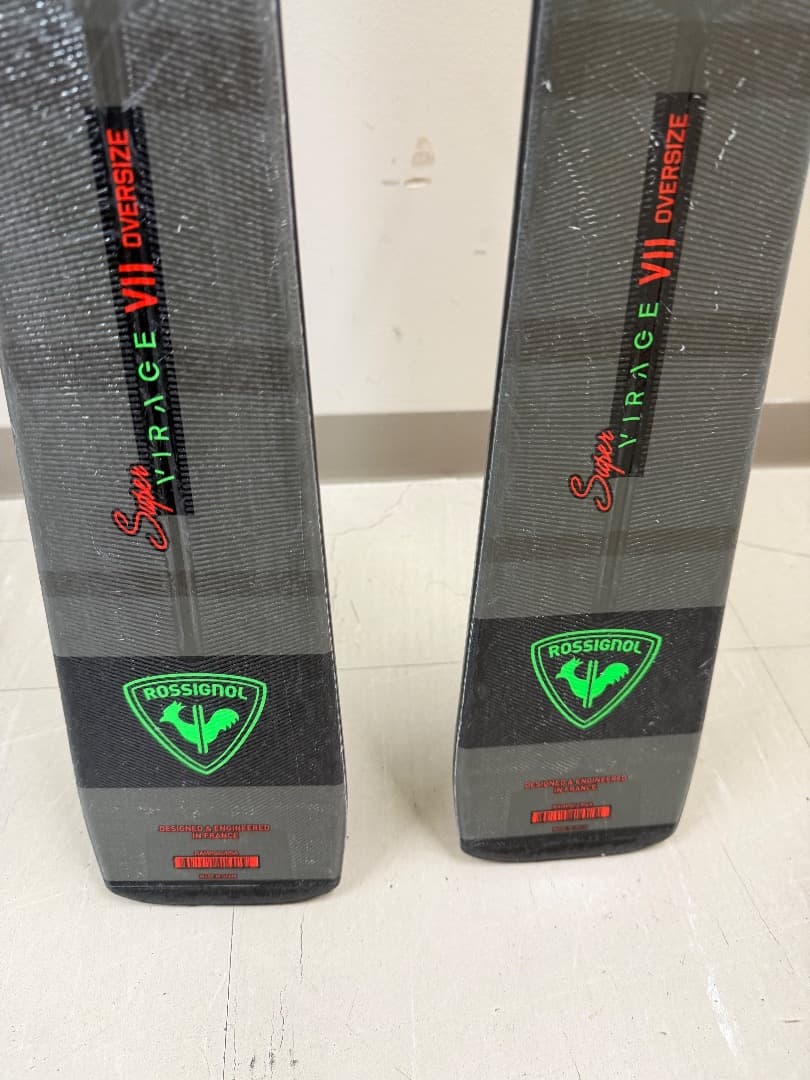 Super VIRAGE VII OVERSIZE
ROSSIGNOL
DESIGNED & ENGINEERED
IN FRANCE
Super VIRAGE VII OVERSIZE
ROSSIGNOL
DESIGNED & ENGINEERED
IN FRANCE